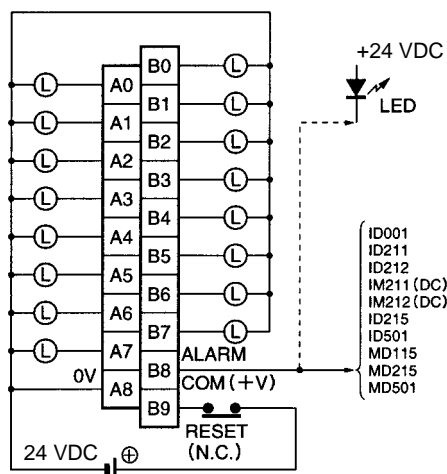 +24 VDC
LED
B0
L
L
A0
B1
L
L
A1
B2
L
L
A2
B3
L
L
A3
B4
L
L
A4
B5
L
L
A5
B6
L
L
A6
B7
L
L
A7
ALARM
0V
B8
COM (+V)
A8
B9
RESET
(N.C.)
24 VDC
⊕
ID001
ID211
ID212
IM211 (DC)
IM212 (DC)
ID215
ID501
MD115
MD215
MD501